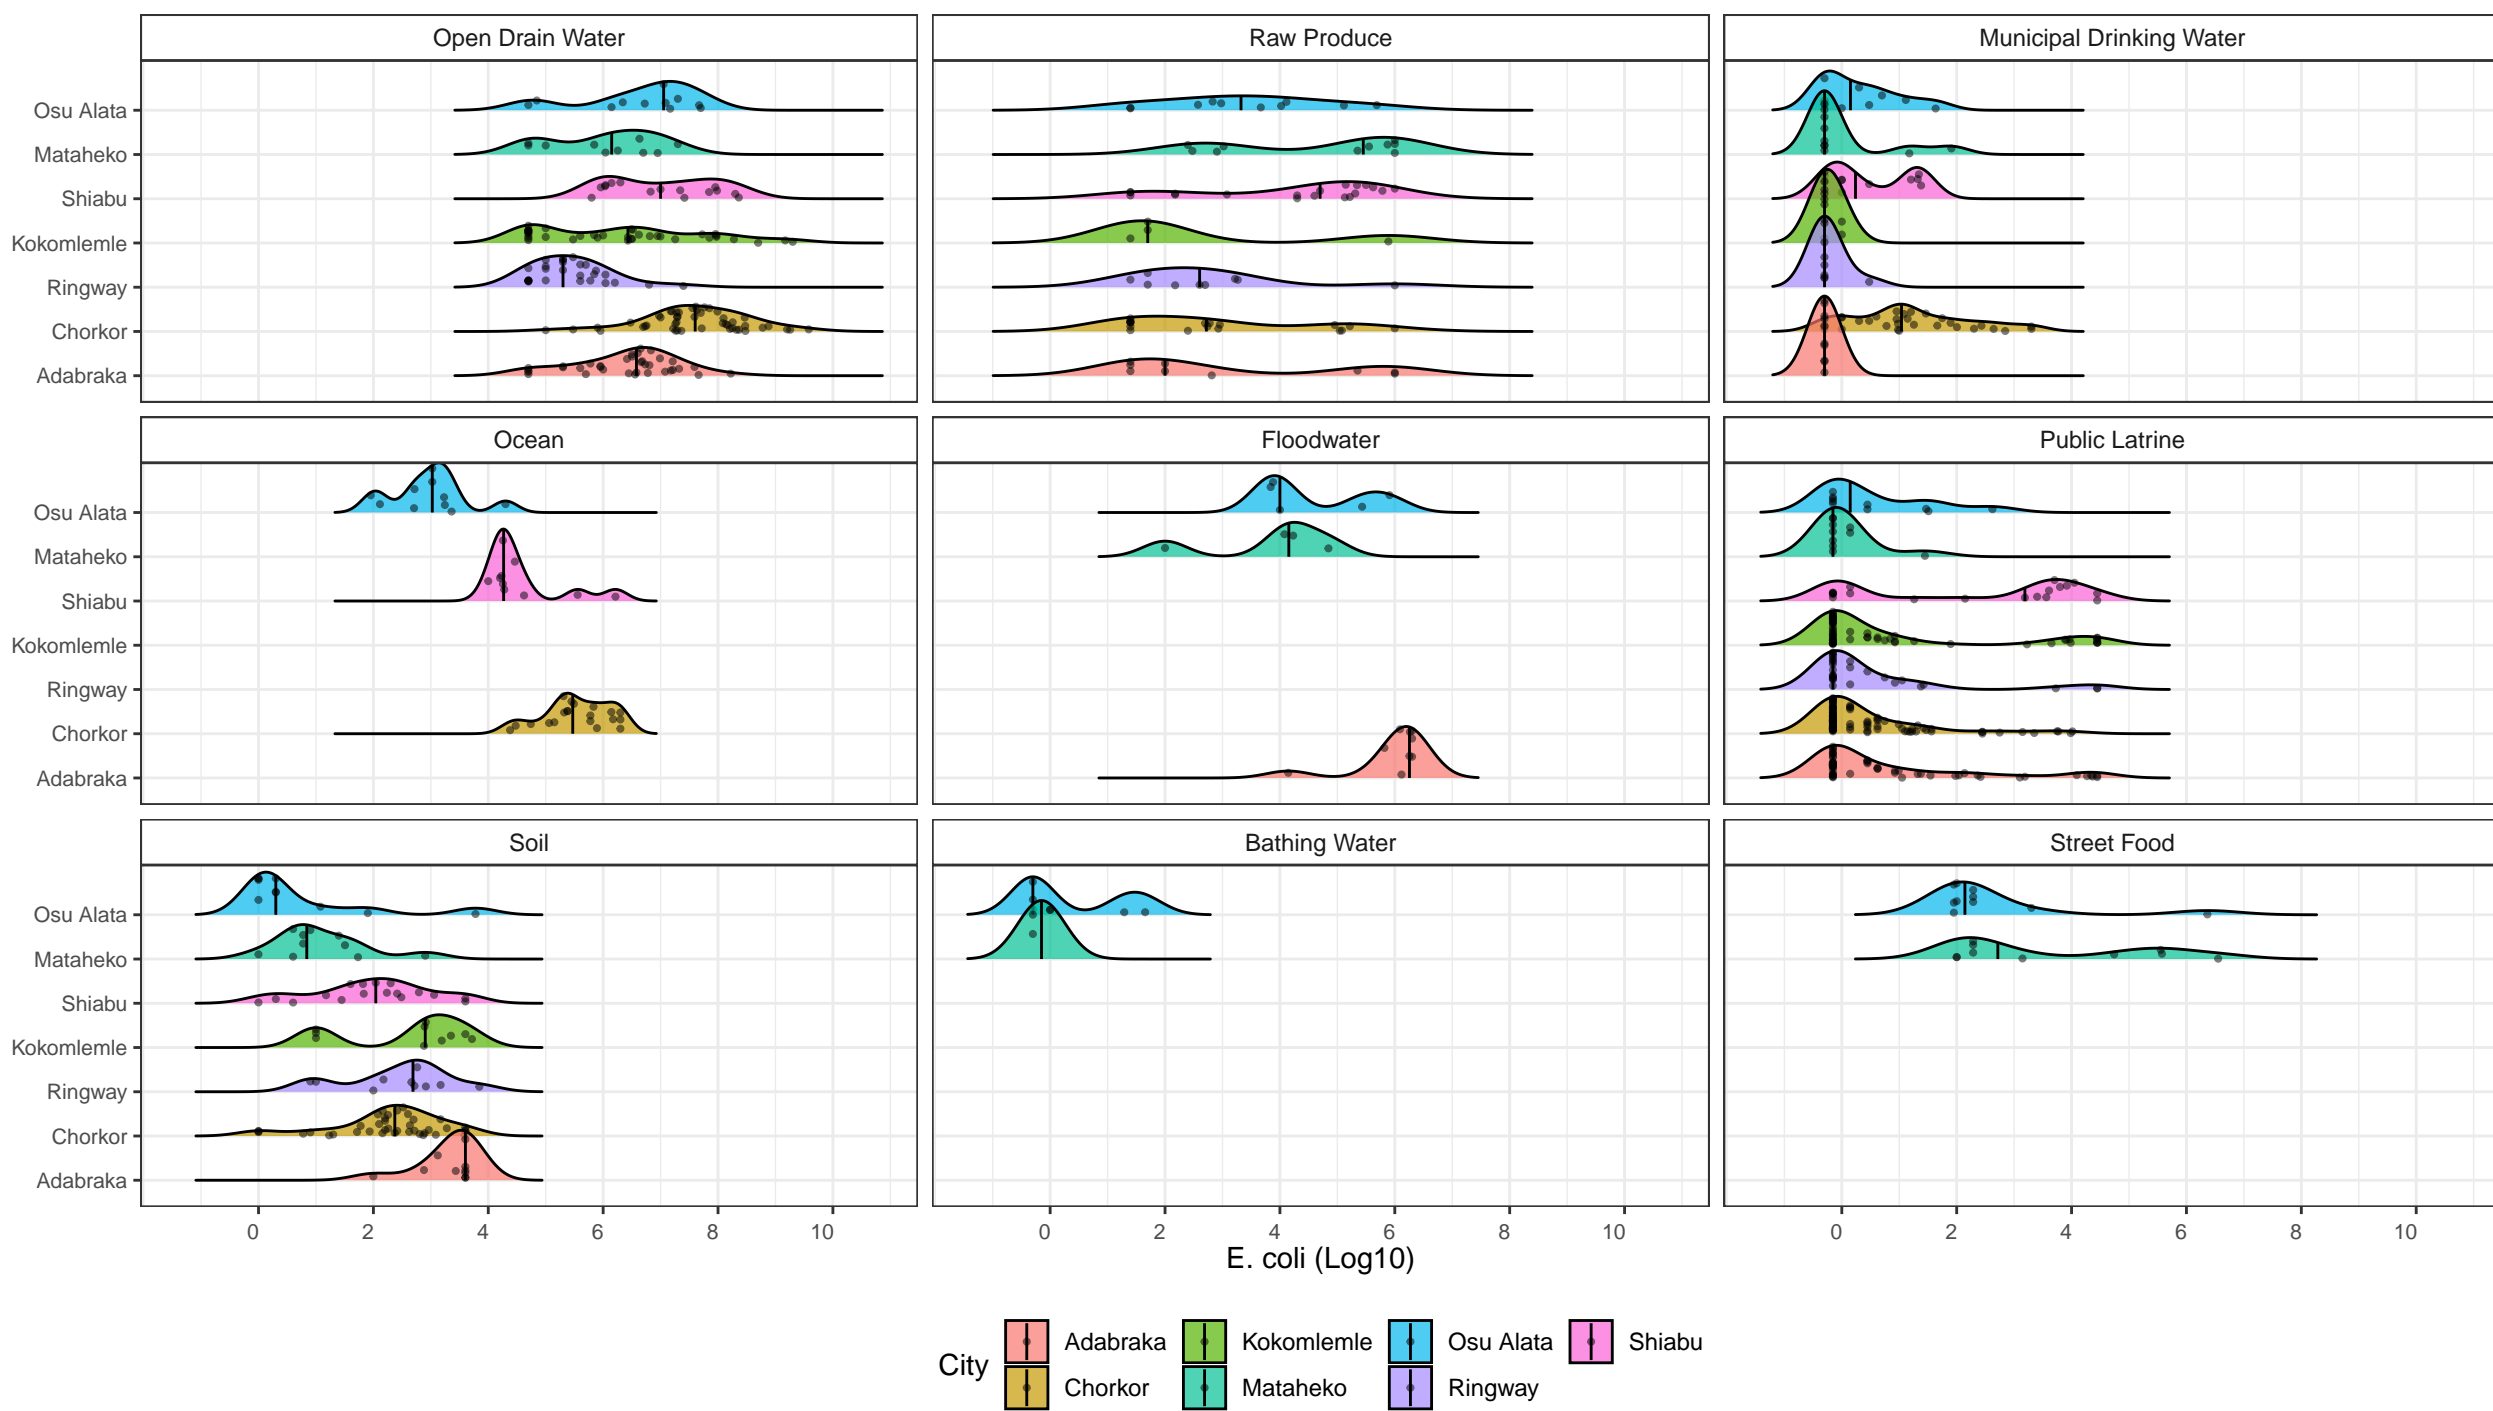 Open Drain Water
Raw Produce
Municipal Drinking Water
Osu Alata
Mataheko
Shiabu
Kokomlemle
Ringway
Chorkor
Adabraka
Ocean
Floodwater
Public Latrine
Osu Alata
Mataheko
Shiabu
Kokomlemle
Ringway
Chorkor
Adabraka
Soil
Bathing Water
Street Food
Osu Alata
Mataheko
Shiabu
Kokomlemle
Ringway
Chorkor
Adabraka
0 2 4 6 8 10
0 2 4 6 8 10
0 2 4 6 8 10
E. coli (Log10)
City
Adabraka
Kokomlemle
Osu Alata
Shiabu
Chorkor
Mataheko
Ringway